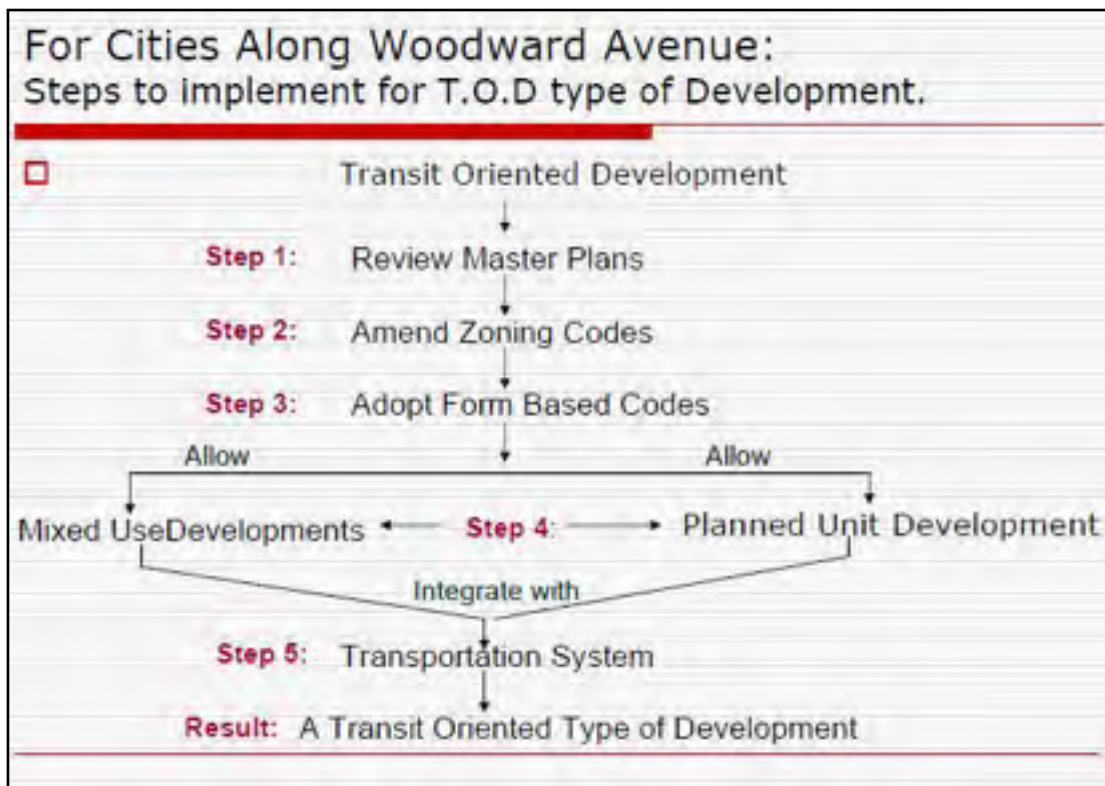 For Cities Along Woodward Avenue:
Steps to implement for T.O.D type of Development.
Transit Oriented Development
Step 1: Review Master Plans
Step 2: Amend Zoning Codes
Step 3: Adopt Form Based Codes
Allow Allow
Mixed UseDevelopments Step 4: Planned Unit Development
Integrate with
Step 5: Transportation System
Result: A Transit Oriented Type of Development